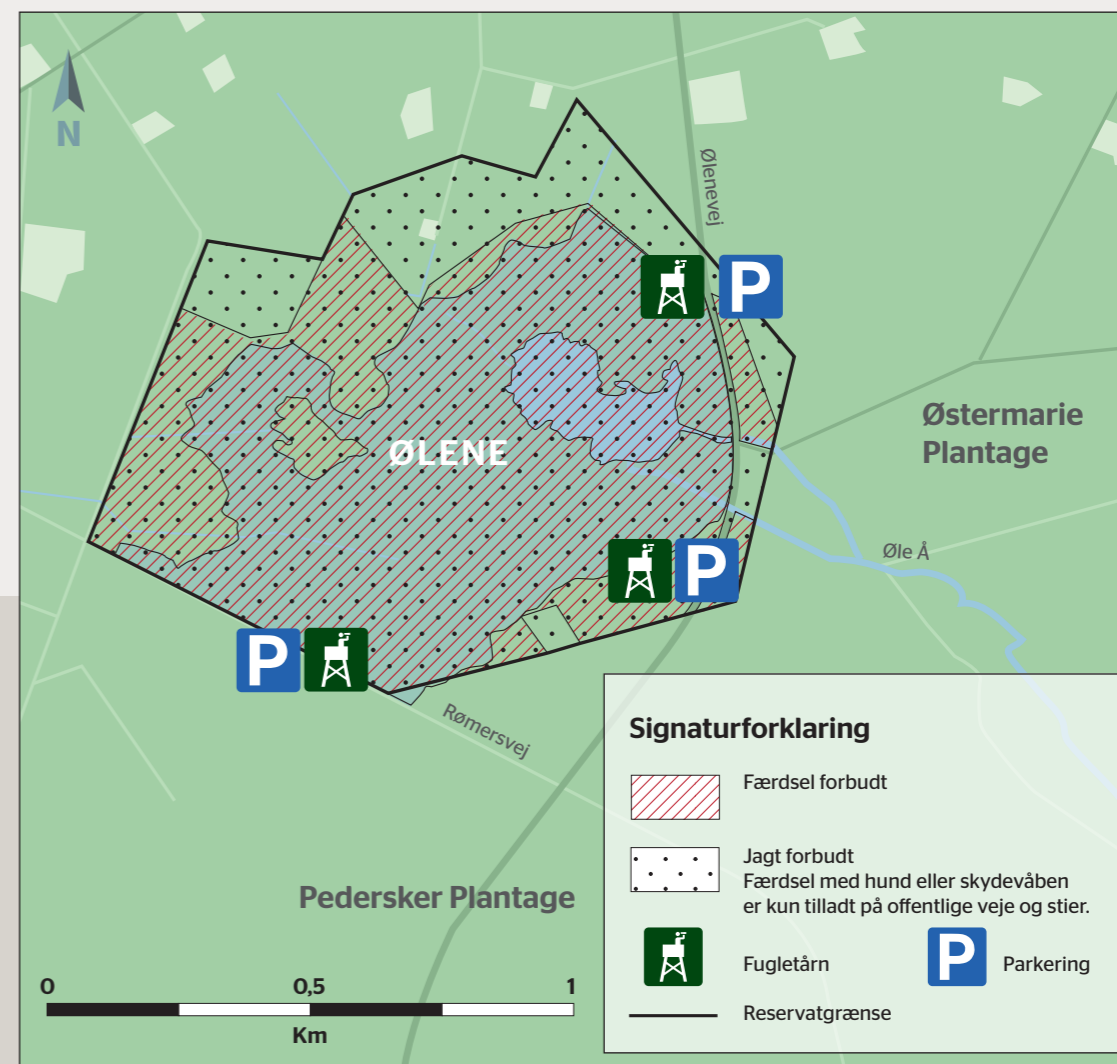 N
Ølenevej
P
ØLENE
Østermarie
Plantage
Øle Å
P
P
Rømersvej
Pedersker Plantage
0 0,5 1
Km
Signaturforklaring
Færdsel forbudt
Jagt forbudt
Færdsel med hund eller skydevåben
er kun tilladt på offentlige veje og stier.
Fugletårn
P Parkering
Reservatgrænse